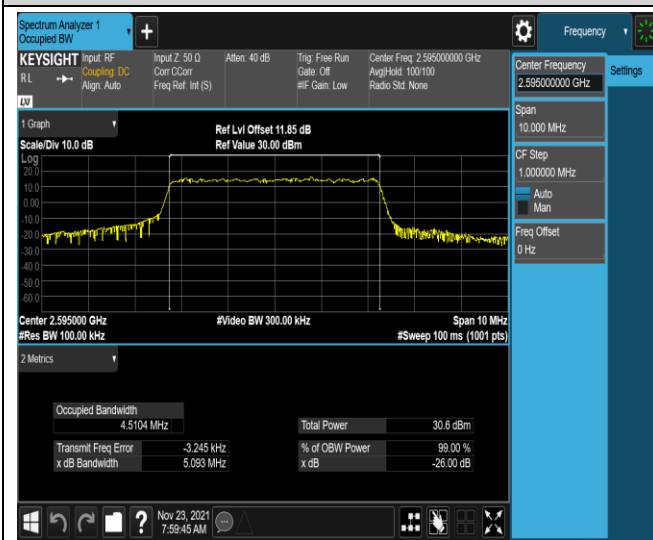 Spectrum Analyzer 1
Occupied BW
Frequency
KEYSIGHT
Input: RF
Coupling: DC
Align: Auto
Input Z: 50 Ω
Corr CCorr
Freq Ref: Int (S)
Atten: 40 dB
Trig: Free Run
Gate: Off
#IF Gain: Low
Center Freq: 2.595000000 GHz
Avg|Hold: 100/100
Radio Std: None
RL
LXI
Center Frequency
2.595000000 GHz
Settings
Span
10.000 MHz
CF Step
1.000000 MHz
Auto
Man
Freq Offset
0 Hz
1 Graph
Scale/Div 10.0 dB
Ref Lvl Offset 11.85 dB
Ref Value 30.00 dBm
Log
20.0
10.0
0.00
-10.0
-20.0
-30.0
-40.0
-50.0
-60.0
Center 2.595000 GHz
#Video BW 300.00 kHz
Span 10 MHz
#Res BW 100.00 kHz
#Sweep 100 ms (1001 pts)
2 Metrics
Occupied Bandwidth
4.5104 MHz
Total Power 30.6 dBm
Transmit Freq Error -3.245 kHz
% of OBW Power 99.00 %
x dB Bandwidth 5.093 MHz
x dB -26.00 dB
Nov 23, 2021
7:59:45 AM